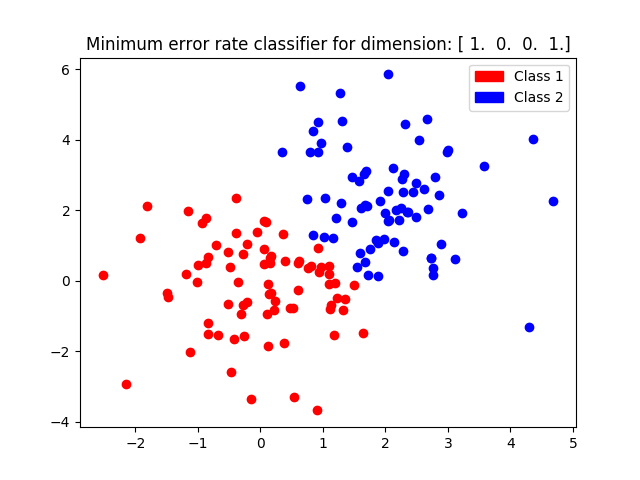 Minimum error rate classifier for dimension: [ 1.  0.  0.  1.]
Class 1
Class 2
6
4
2
0
−2
−4
−2 −1 0 1 2 3 4 5